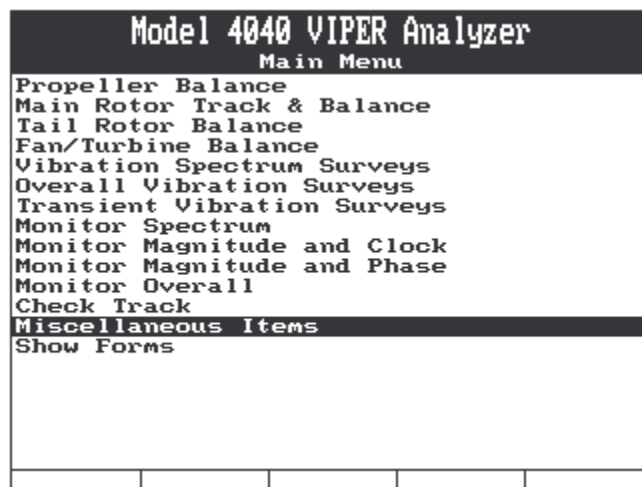 Model 4040 VIPER Analyzer
Main Menu
Propeller Balance
Main Rotor Track & Balance
Tail Rotor Balance
Fan/Turbine Balance
Vibration Spectrum Surveys
Overall Vibration Surveys
Transient Vibration Surveys
Monitor Spectrum
Monitor Magnitude and Clock
Monitor Magnitude and Phase
Monitor Overall
Check Track
Miscellaneous Items
Show Forms